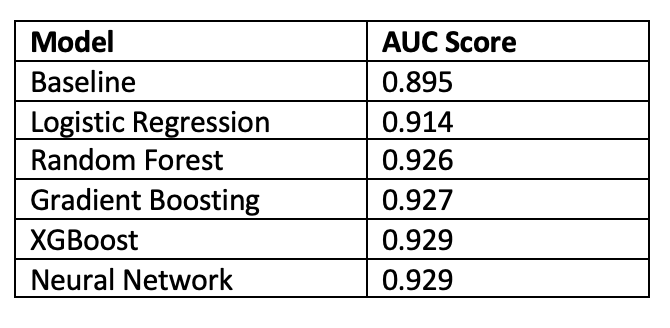 Model AUC Score
Baseline 0.895
Logistic Regression 0.914
Random Forest 0.926
Gradient Boosting 0.927
XGBoost 0.929
Neural Network 0.929